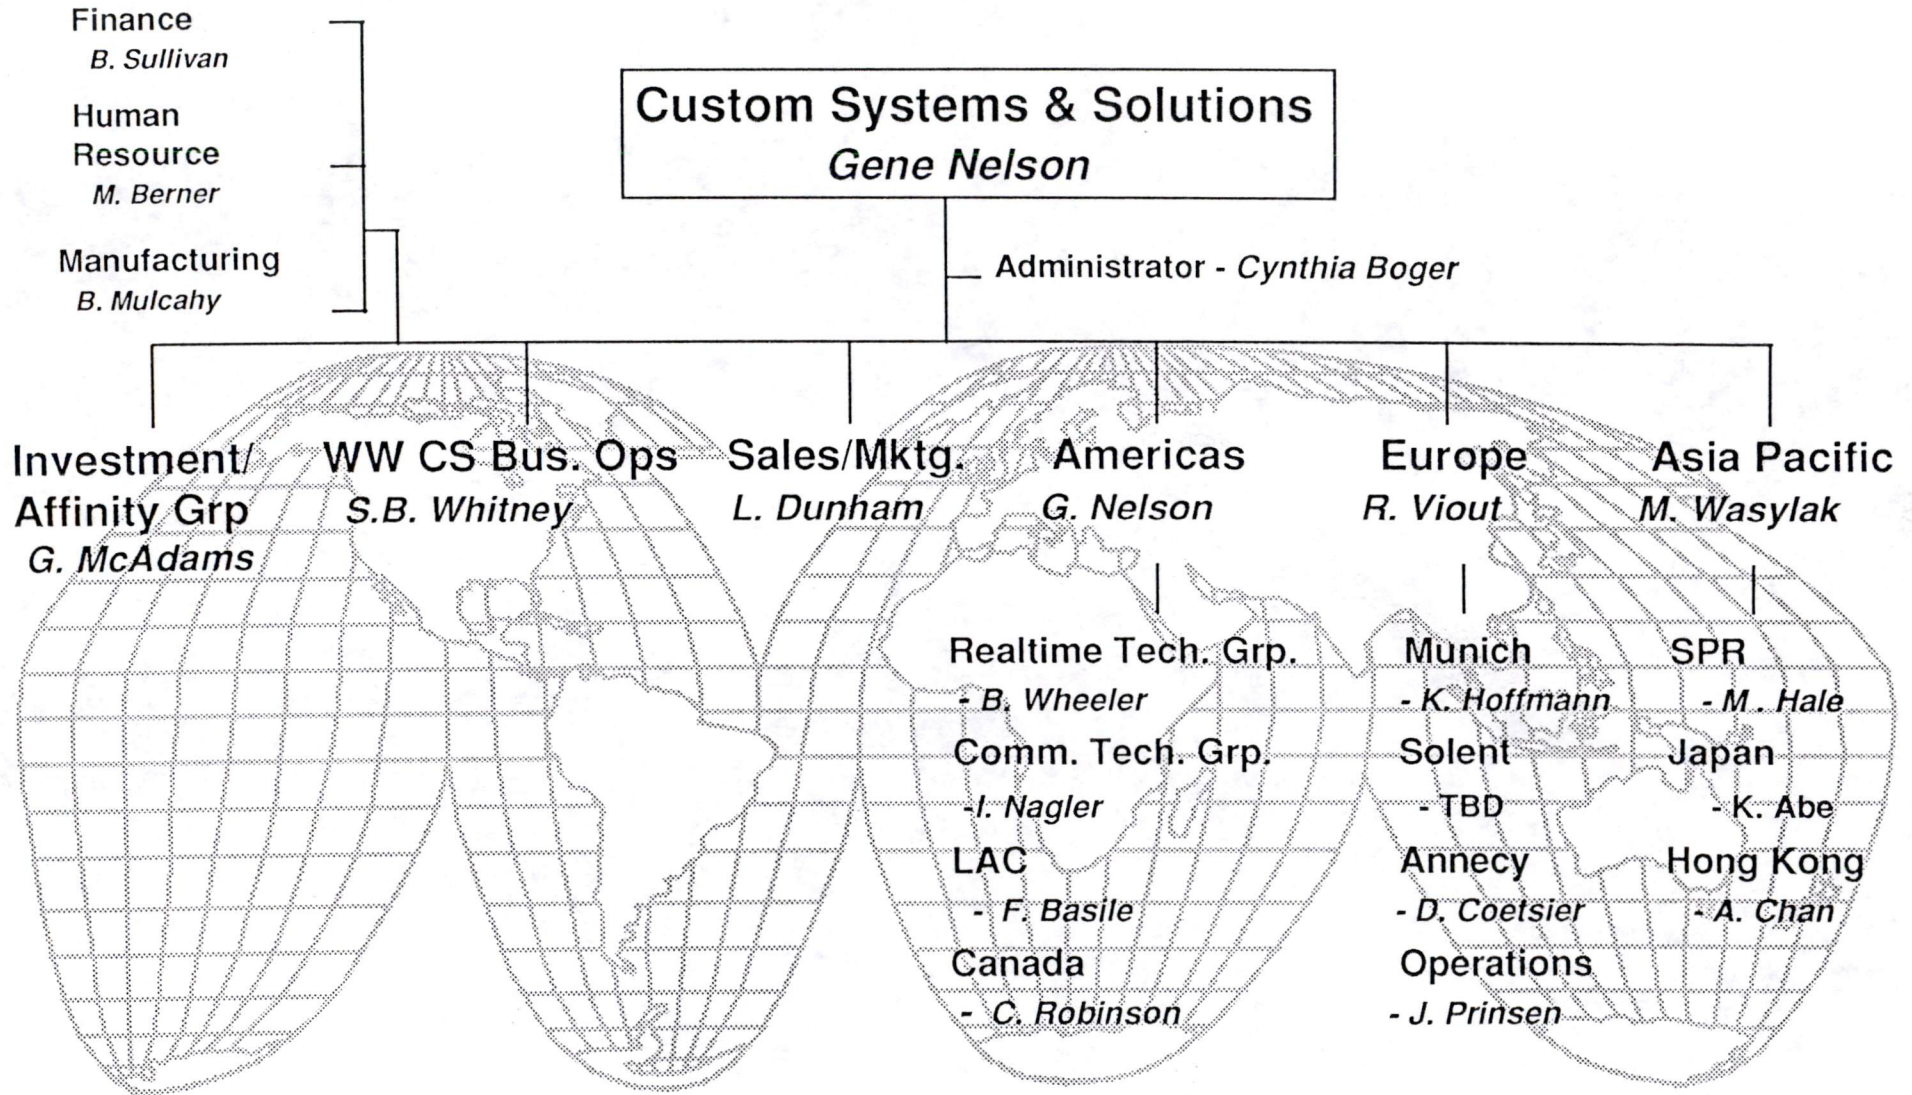 Finance
B. Sullivan
Human
Resource
M. Berner
Manufacturing
B. Mulcahy
Custom Systems & Solutions
Gene Nelson
Administrator - Cynthia Boger
Investment/
Affinity Grp
G. McAdams
WW CS Bus. Ops
S.B. Whitney
Sales/Mktg.
L. Dunham
Americas
G. Nelson
Realtime Tech. Grp.
- B. Wheeler
Comm. Tech. Grp.
-I. Nagler
LAC
- F. Basile
Canada
- C. Robinson
Europe
R. Viout
Munich
- K. Hoffmann
Solent
- TBD
Annecy
- D. Coetsier
Operations
- J. Prinsen
Asia Pacific
M. Wasylak
SPR
- M . Hale
Japan
- K. Abe
Hong Kong
- A. Chan